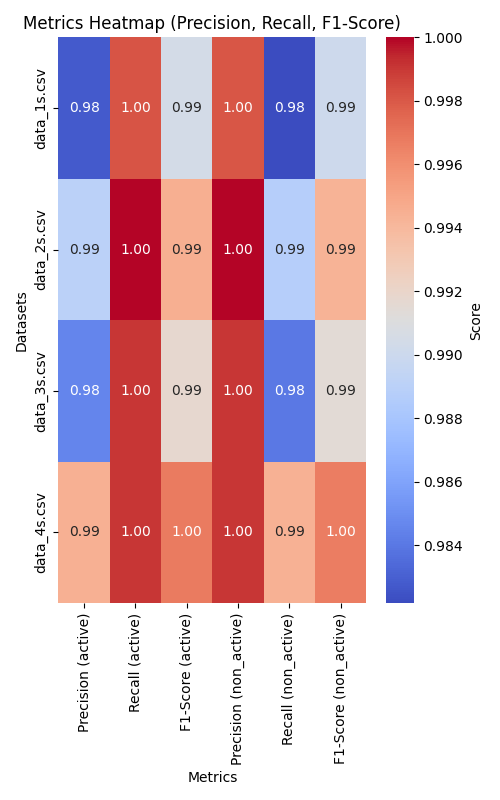 Metrics Heatmap (Precision, Recall, F1-Score)
Datasets
data_1s.csv
0.98 1.00 0.99 1.00 0.98 0.99
data_2s.csv
0.99 1.00 0.99 1.00 0.99 0.99
data_3s.csv
0.98 1.00 0.99 1.00 0.98 0.99
data_4s.csv
0.99 1.00 1.00 1.00 0.99 1.00
Precision (active)
Recall (active)
F1-Score (active)
Precision (non_active)
Recall (non_active)
F1-Score (non_active)
Metrics
1.000
0.998
0.996
0.994
0.992
0.990
0.988
0.986
0.984
Score